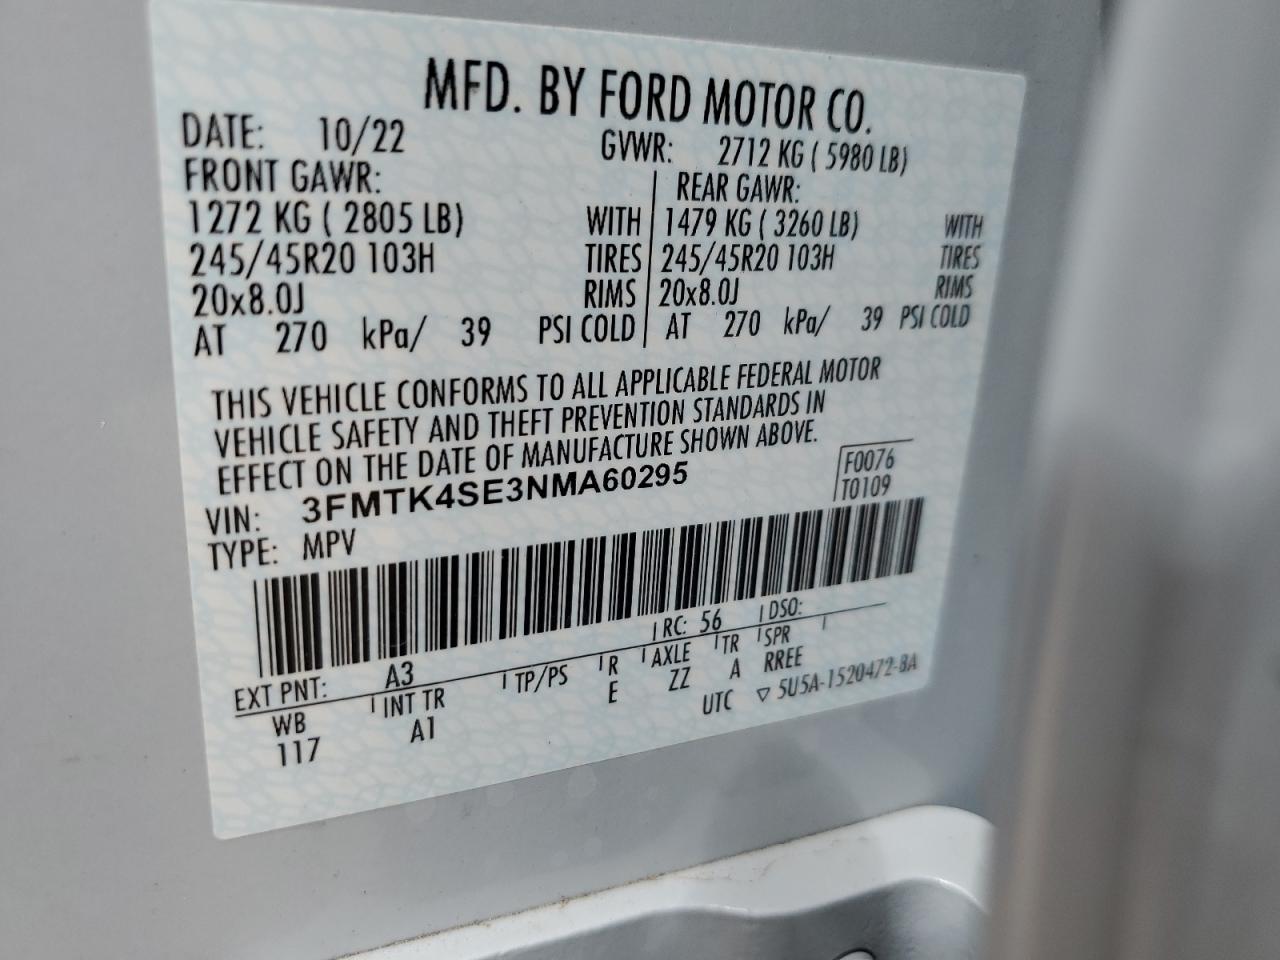 MFD. BY FORD MOTOR CO.
DATE: 10/22 GVWR: 2712 KG ( 5980 LB)
FRONT GAWR: REAR GAWR:
1272 KG ( 2805 LB) WITH 1479 KG ( 3260 LB) WITH
245/45R20 103H TIRES 245/45R20 103H TIRES
20x8.0J RIMS 20x8.0J RIMS
AT 270 kPa/ 39 PSI COLD AT 270 kPa/ 39 PSI COLD
THIS VEHICLE CONFORMS TO ALL APPLICABLE FEDERAL MOTOR
VEHICLE SAFETY AND THEFT PREVENTION STANDARDS IN
EFFECT ON THE DATE OF MANUFACTURE SHOWN ABOVE.
VIN: 3FMTK4SE3NMA60295 F0076
TYPE: MPV T0109
EXT PNT: A3 RC: 56 DSO:
WB INT TR TP/PS R AXLE TR SPR
117 A1 E ZZ A RREE
UTC ▽ 5U5A-1520472-BA